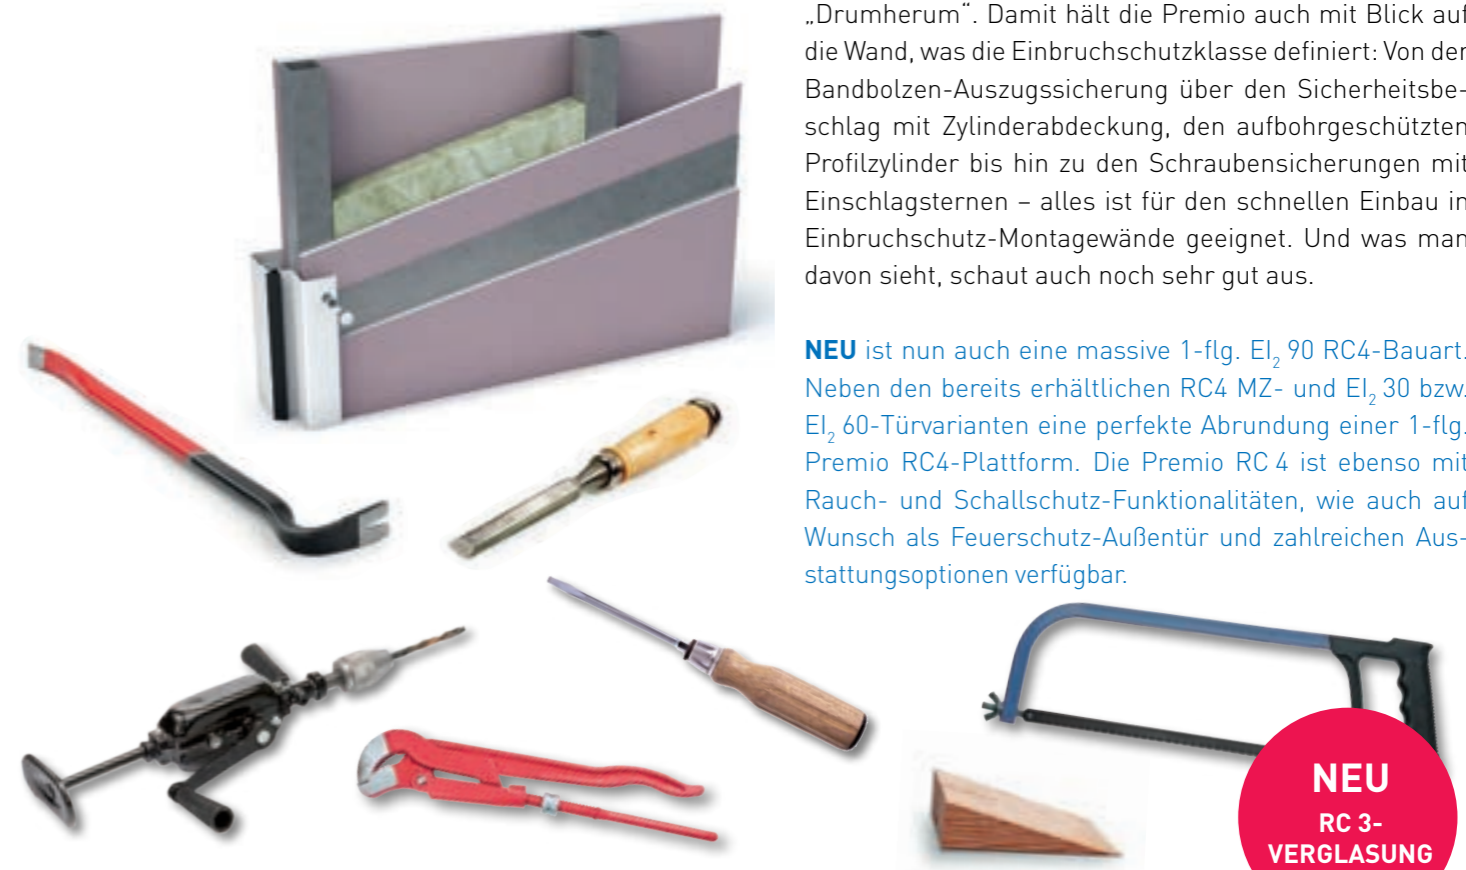 „Drumherum“. Damit hält die Premio auch mit Blick auf
die Wand, was die Einbruchschutzklasse definiert: Von der
Bandbolzen-Auszugssicherung über den Sicherheitsbe-
schlag mit Zylinderabdeckung, den aufbohrgeschützten
Profilzylinder bis hin zu den Schraubensicherungen mit
Einschlagsternen – alles ist für den schnellen Einbau in
Einbruchschutz-Montagewände geeignet. Und was man
davon sieht, schaut auch noch sehr gut aus.
NEU ist nun auch eine massive 1-flg. EI₂ 90 RC4-Bauart.
Neben den bereits erhältlichen RC4 MZ- und EI₂ 30 bzw.
EI₂ 60-Türvarianten eine perfekte Abrundung einer 1-flg.
Premio RC4-Plattform. Die Premio RC 4 ist ebenso mit
Rauch- und Schallschutz-Funktionalitäten, wie auch auf
Wunsch als Feuerschutz-Außentür und zahlreichen Aus-
stattungsoptionen verfügbar.
NEU
RC 3-
VERGLASUNG